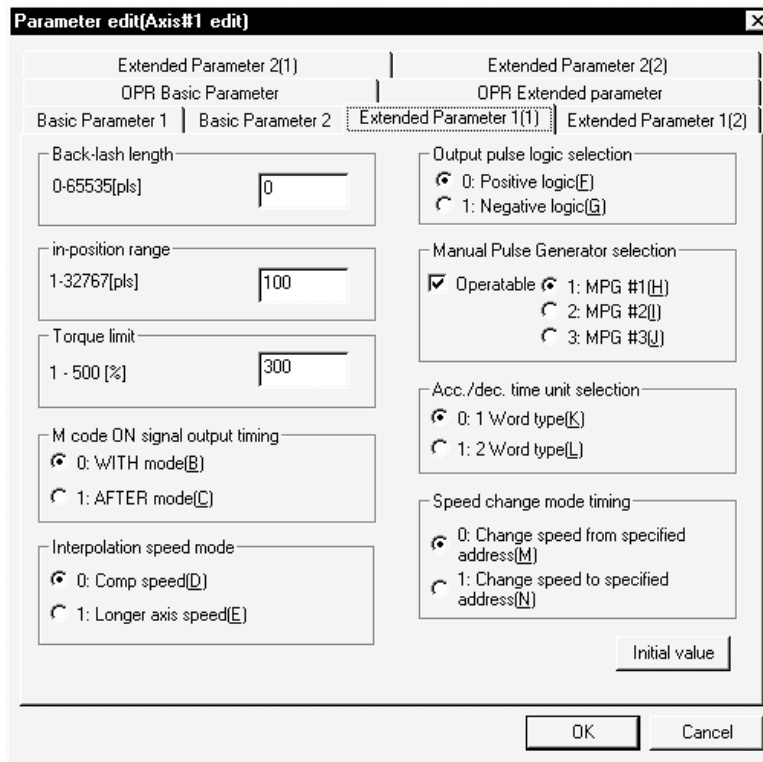 Parameter edit(Axis#1 edit)
Extended Parameter 2(1)
Extended Parameter 2(2)
OPR Basic Parameter
OPR Extended parameter
Basic Parameter 1
Basic Parameter 2
Extended Parameter 1(1)
Extended Parameter 1(2)
Back-lash length
0-65535[pls]
0
in-position range
1-32767[pls]
100
Torque limit
1 - 500 [%]
300
M code ON signal output timing
0: WITH mode(B)
1: AFTER mode(C)
Interpolation speed mode
0: Comp speed(D)
1: Longer axis speed(E)
Output pulse logic selection
0: Positive logic(F)
1: Negative logic(G)
Manual Pulse Generator selection
Operatable
1: MPG #1(H)
2: MPG #2(I)
3: MPG #3(J)
Acc./dec. time unit selection
0: 1 Word type(K)
1: 2 Word type(L)
Speed change mode timing
0: Change speed from specified
address(M)
1: Change speed to specified
address(N)
Initial value
OK
Cancel